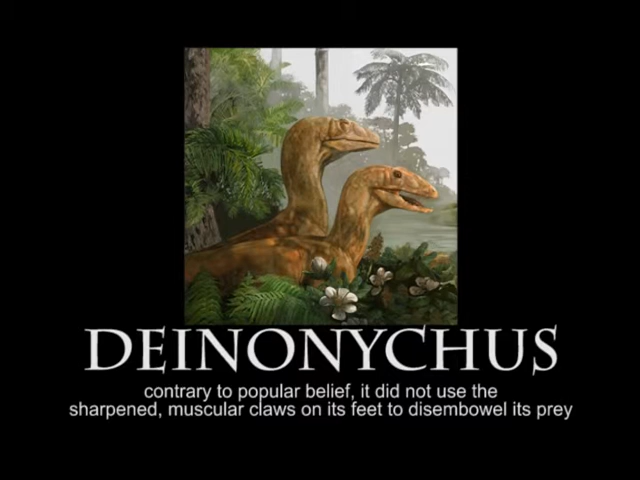 DEINONYCHUS
contrary to popular belief, it did not use the
sharpened, muscular claws on its feet to disembowel its prey